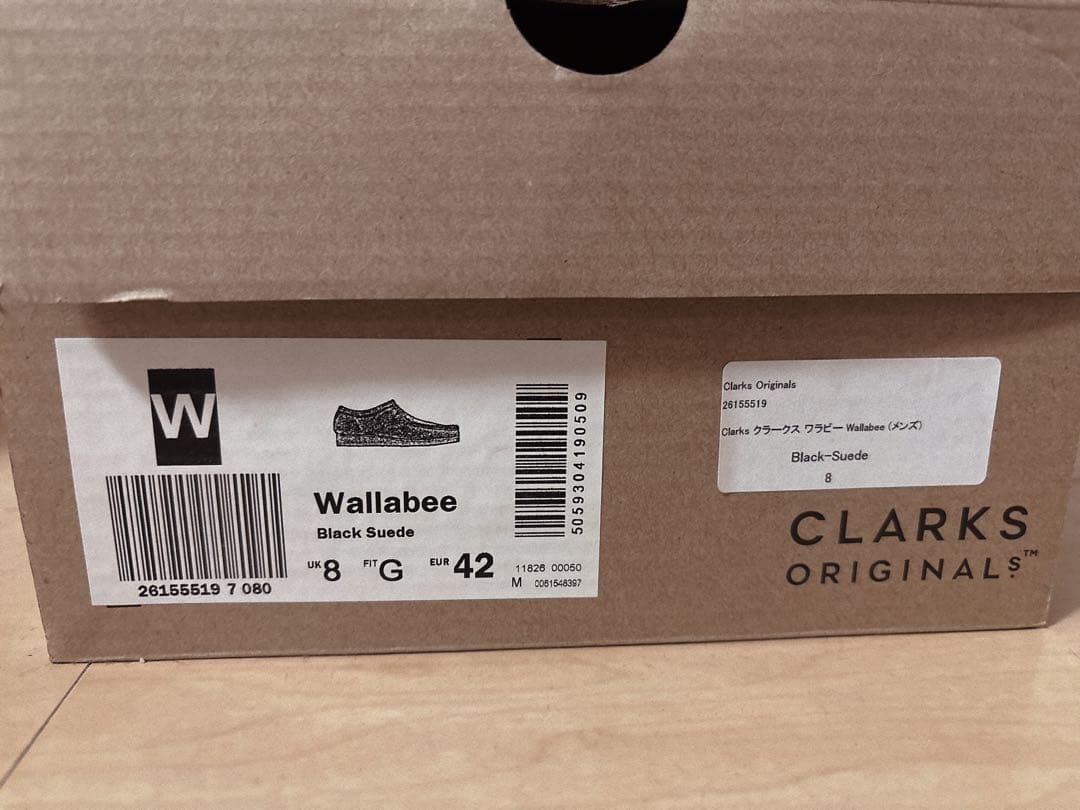 W
26155519 7 080
Wallabee
Black Suede
UK 8 FIT G EUR 42
5059304190509
11826 00050
M 0061548397
Clarks Originals
26155519
Clarks クラークス ワラビー Wallabee (メンズ)
Black-Suede
8
CLARKS
ORIGINALS™